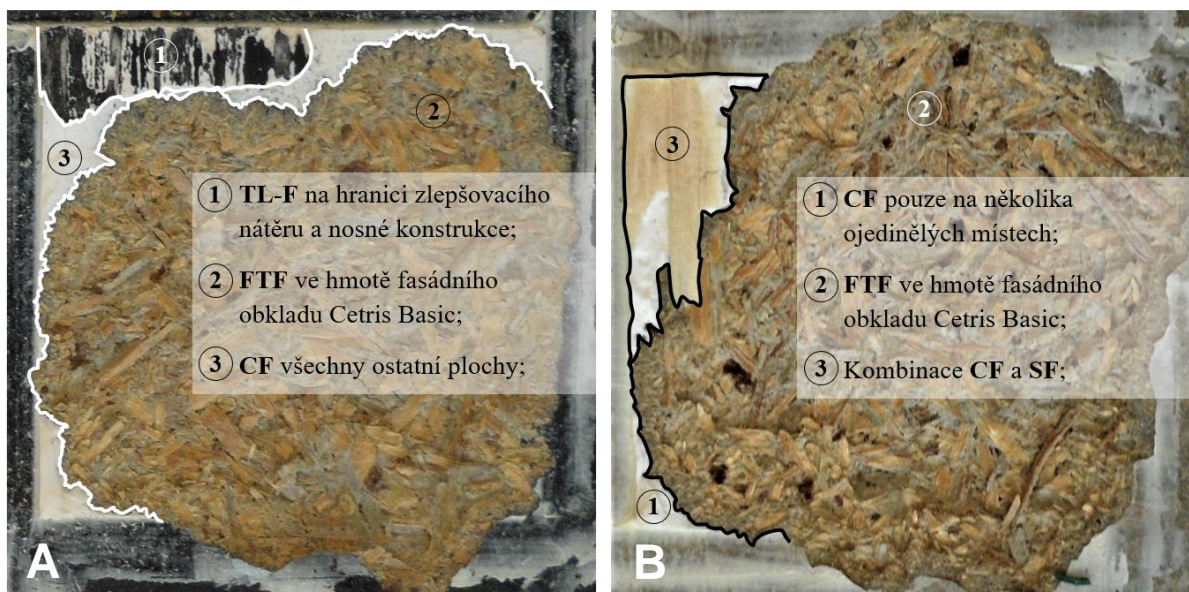 1
2
3
1 TL-F na hranici zlepšovacího
nátěru a nosné konstrukce;
2 FTF ve hmotě fasádního
obkladu Cetris Basic;
3 CF všechny ostatní plochy;
A
2
3
1 CF pouze na několika
ojedinělých místech;
2 FTF ve hmotě fasádního
obkladu Cetris Basic;
3 Kombinace CF a SF;
1
B